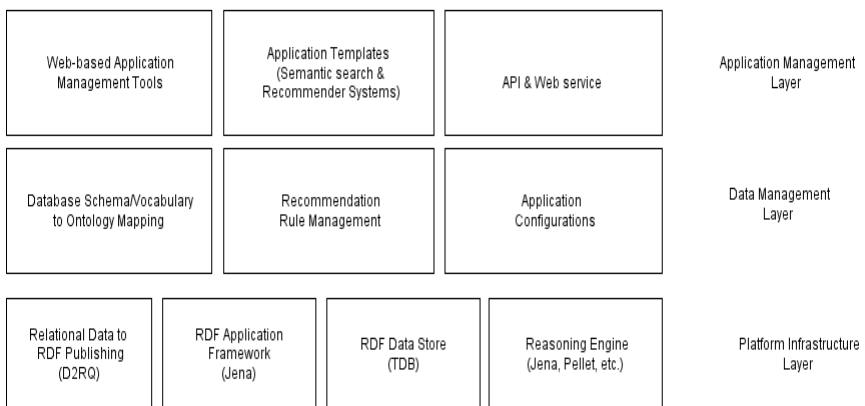 Web-based Application
Management Tools
Application Templates
(Semantic search &
Recommender Systems)
API & Web service
Application Management
Layer
Database Schema/Vocabulary
to Ontology Mapping
Recommendation
Rule Management
Application
Configurations
Data Management
Layer
Relational Data to
RDF Publishing
(D2RQ)
RDF Application
Framework
(Jena)
RDF Data Store
(TDB)
Reasoning Engine
(Jena, Pellet, etc.)
Platform Infrastructure
Layer